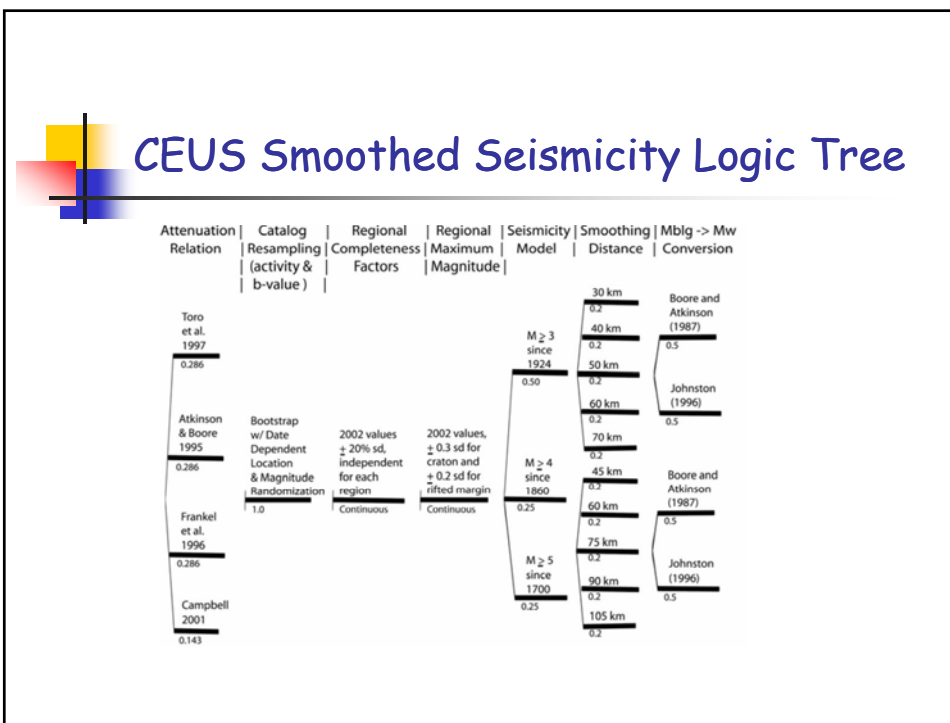 CEUS Smoothed Seismicity Logic Tree
Attenuation | Catalog | Regional | Regional |Seismicity |Smoothing | Mblg -> Mw
Relation | Resampling | Completeness | Maximum | Model | Distance | Conversion
| (activity & | Factors | Magnitude |
| b-value ) |
Toro
et al.
1997
0.286
Atkinson
& Boore
1995
0.286
Frankel
et al.
1996
0.286
Campbell
2001
0.143
Bootstrap
w/ Date
Dependent
Location
& Magnitude
Randomization
1.0
2002 values
± 20% sd,
independent
for each
region
Continuous
2002 values,
± 0.3 sd for
craton and
± 0.2 sd for
rifted margin
Continuous
M ≥ 3
since
1924
0.50
M ≥ 4
since
1860
0.25
M ≥ 5
since
1700
0.25
30 km
0.2
40 km
0.2
50 km
0.2
60 km
0.2
70 km
0.2
45 km
0.2
60 km
0.2
75 km
0.2
90 km
0.2
105 km
0.2
Boore and
Atkinson
(1987)
0.5
Johnston
(1996)
0.5
Boore and
Atkinson
(1987)
0.5
Johnston
(1996)
0.5